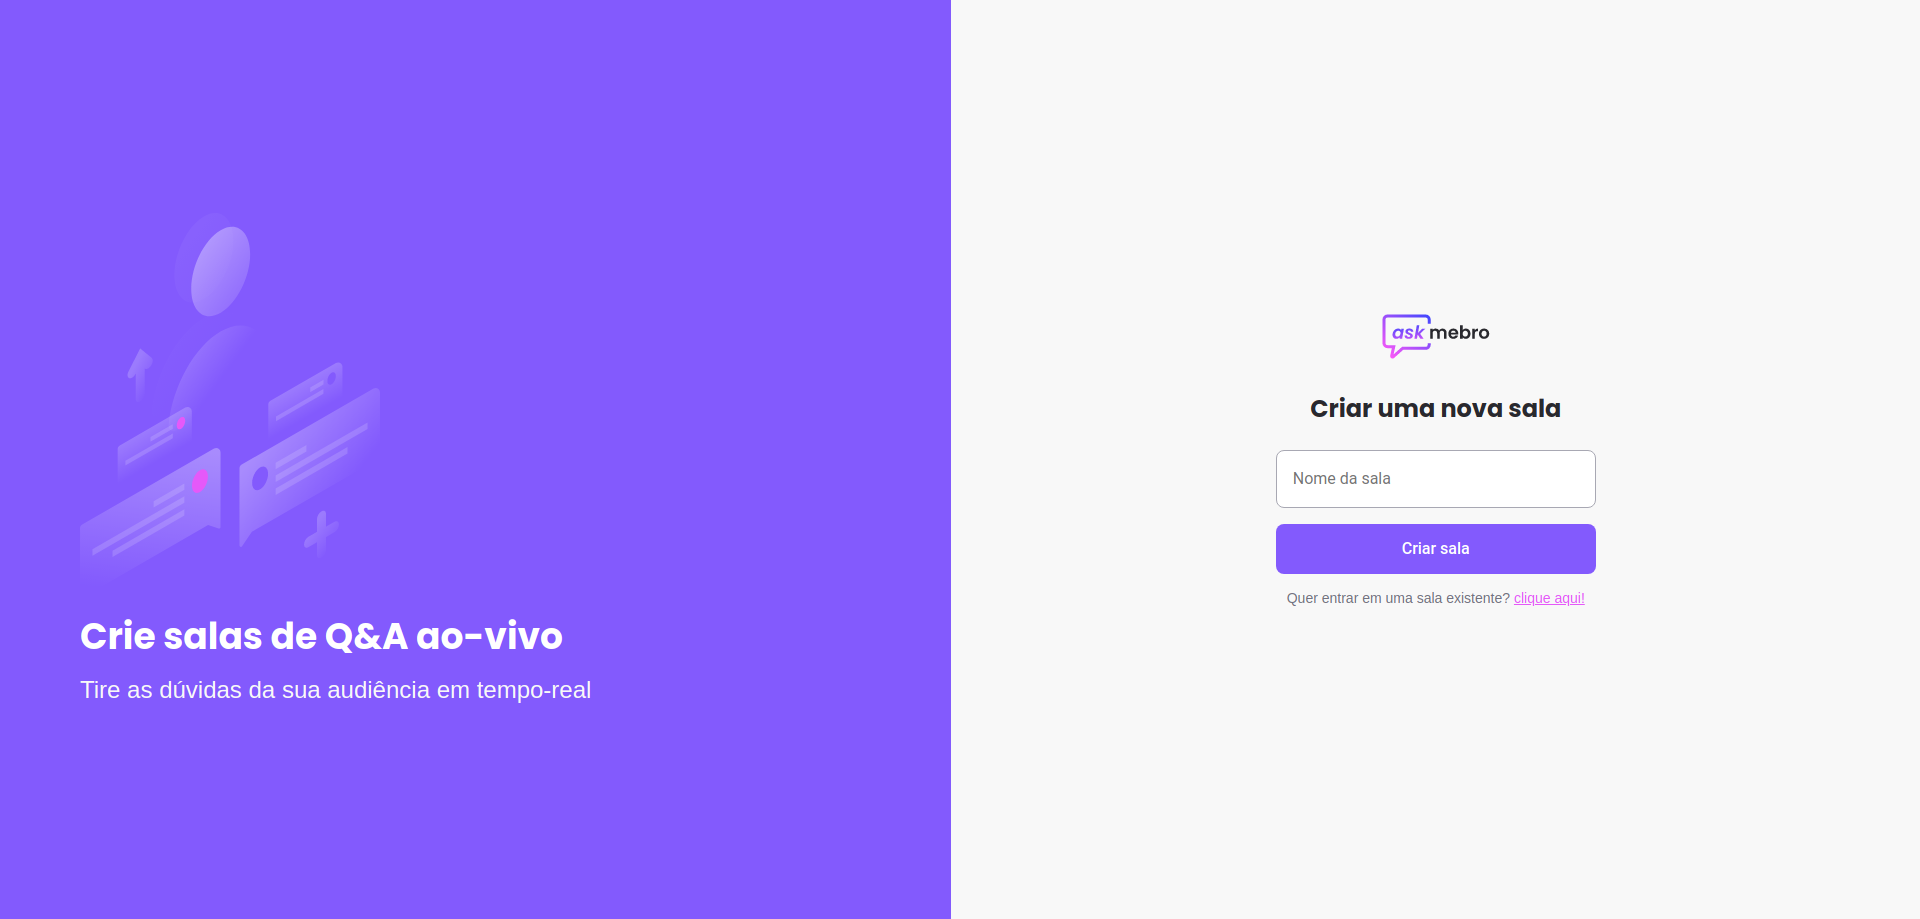 Crie salas de Q&A ao-vivo
Tire as dúvidas da sua audiência em tempo-real
ask mebro
Criar uma nova sala
Nome da sala
Criar sala
Quer entrar em uma sala existente? clique aqui!